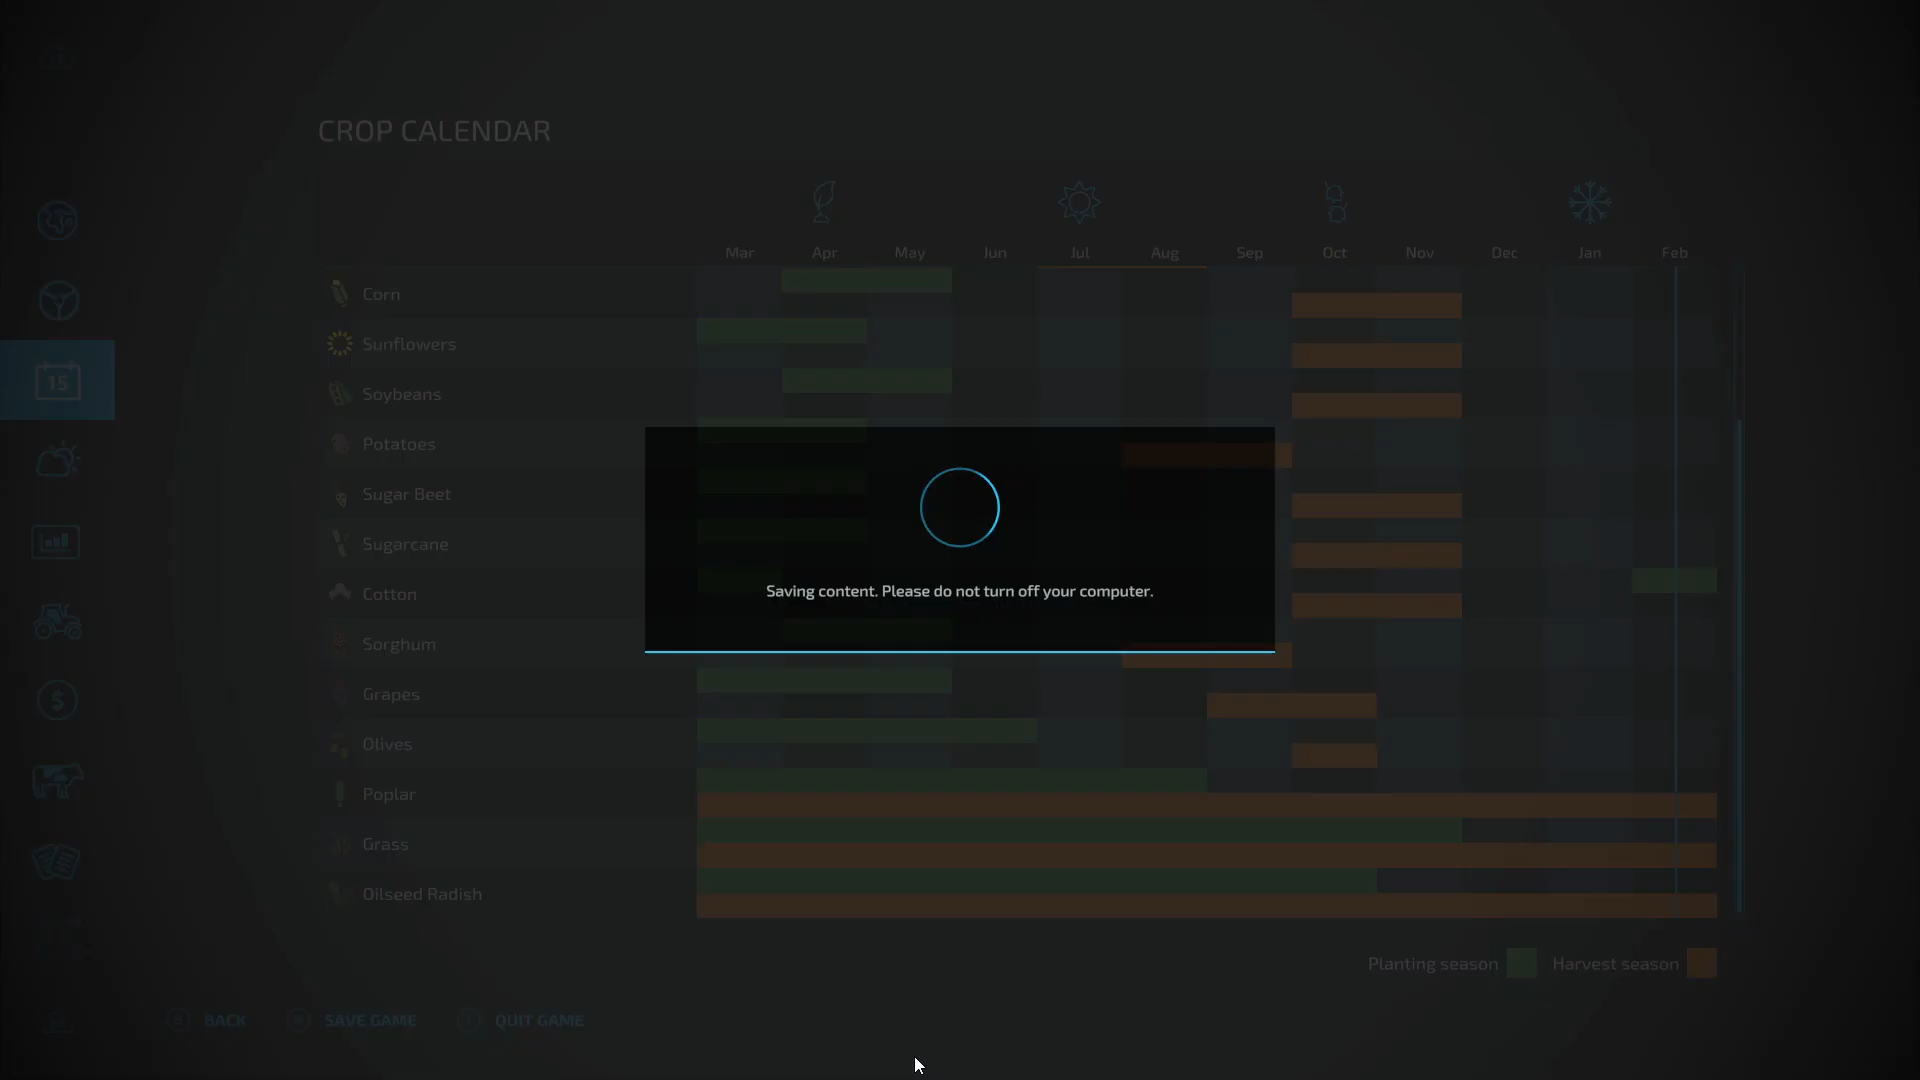 CROP CALENDAR
Mar Apr May Jun Jul Aug Sep Oct Nov Dec Jan Feb
Corn
Sunflowers
15
Soybeans
Potatoes
Sugar Beet
Sugarcane
Saving content. Please do not turn off your computer.
Cotton
Sorghum
Grapes
$
Olives
Poplar
Grass
Oilseed Radish
Planting season Harvest season
BACK SAVE GAME QUIT GAME